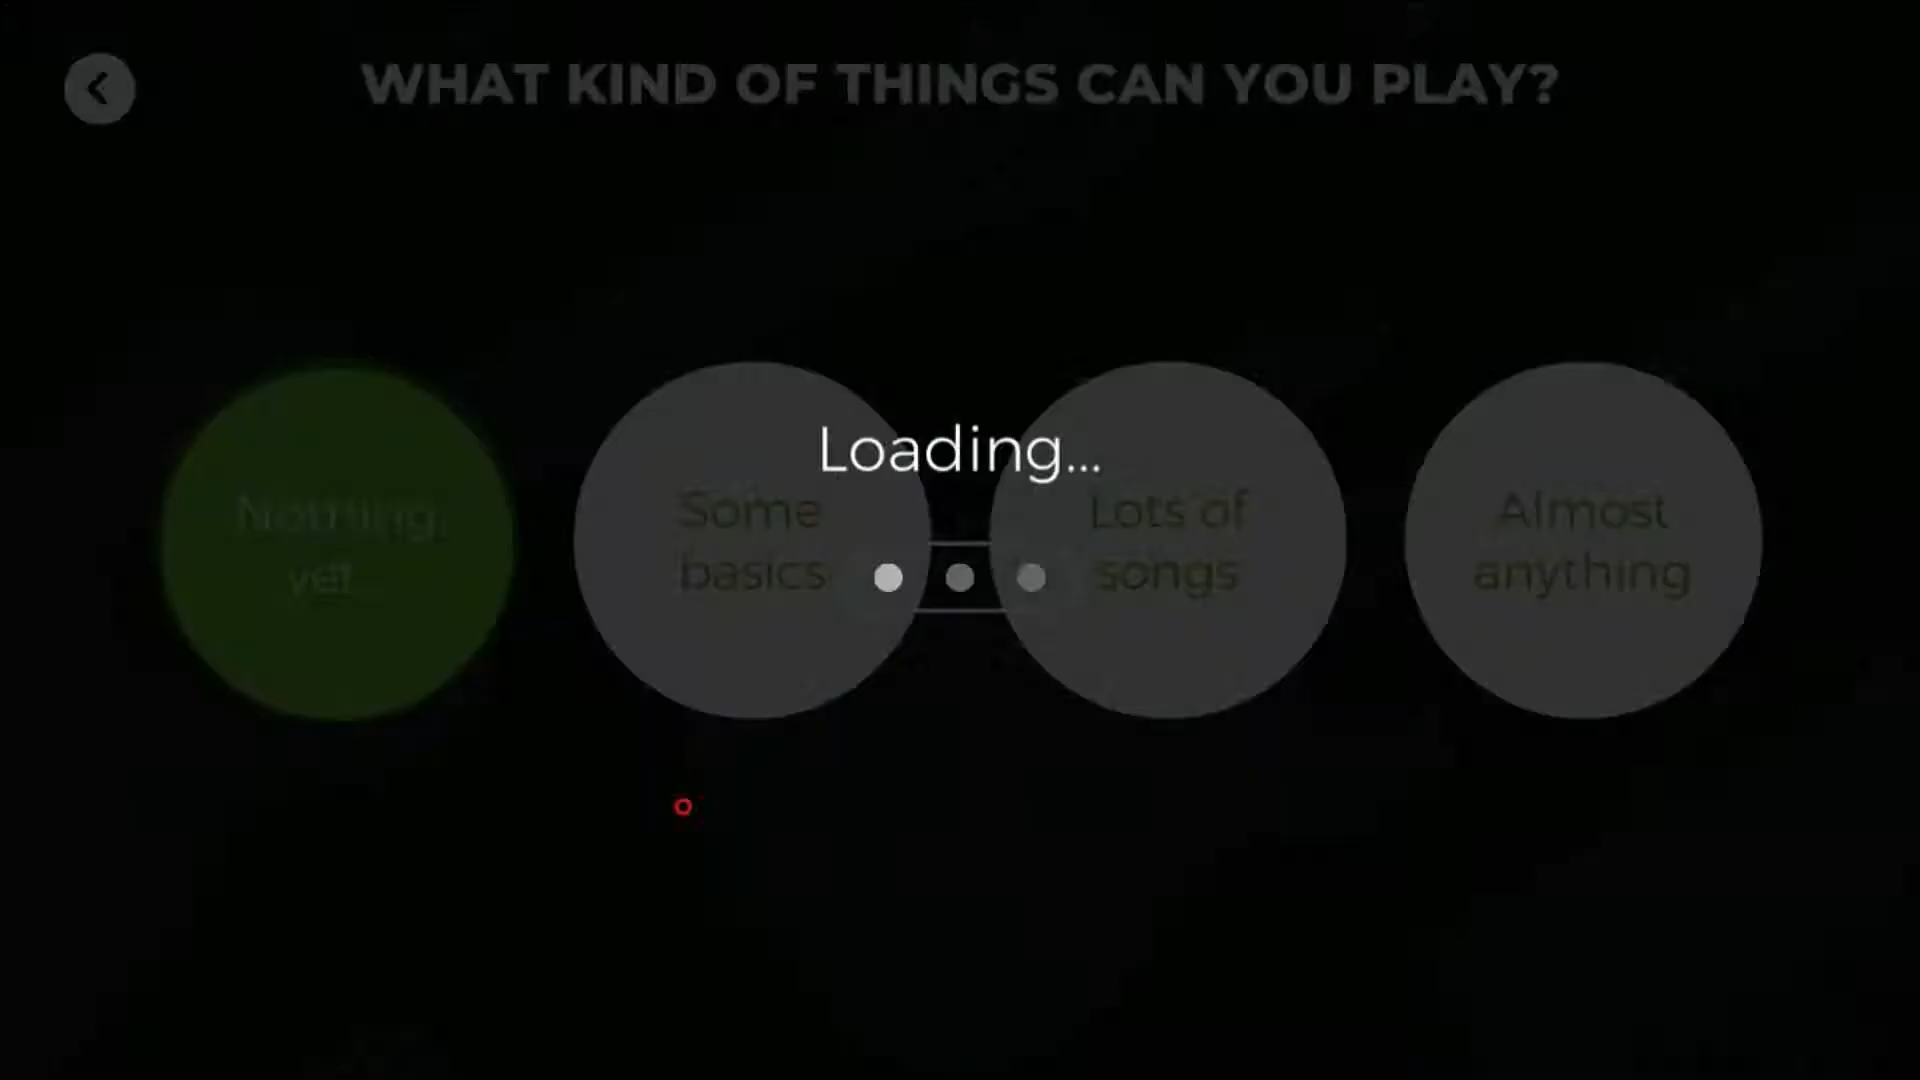 WHAT KIND OF THINGS CAN YOU PLAY?
Loading...
Nothing,
yet...
Some
basics
Lots of
songs
Almost
anything